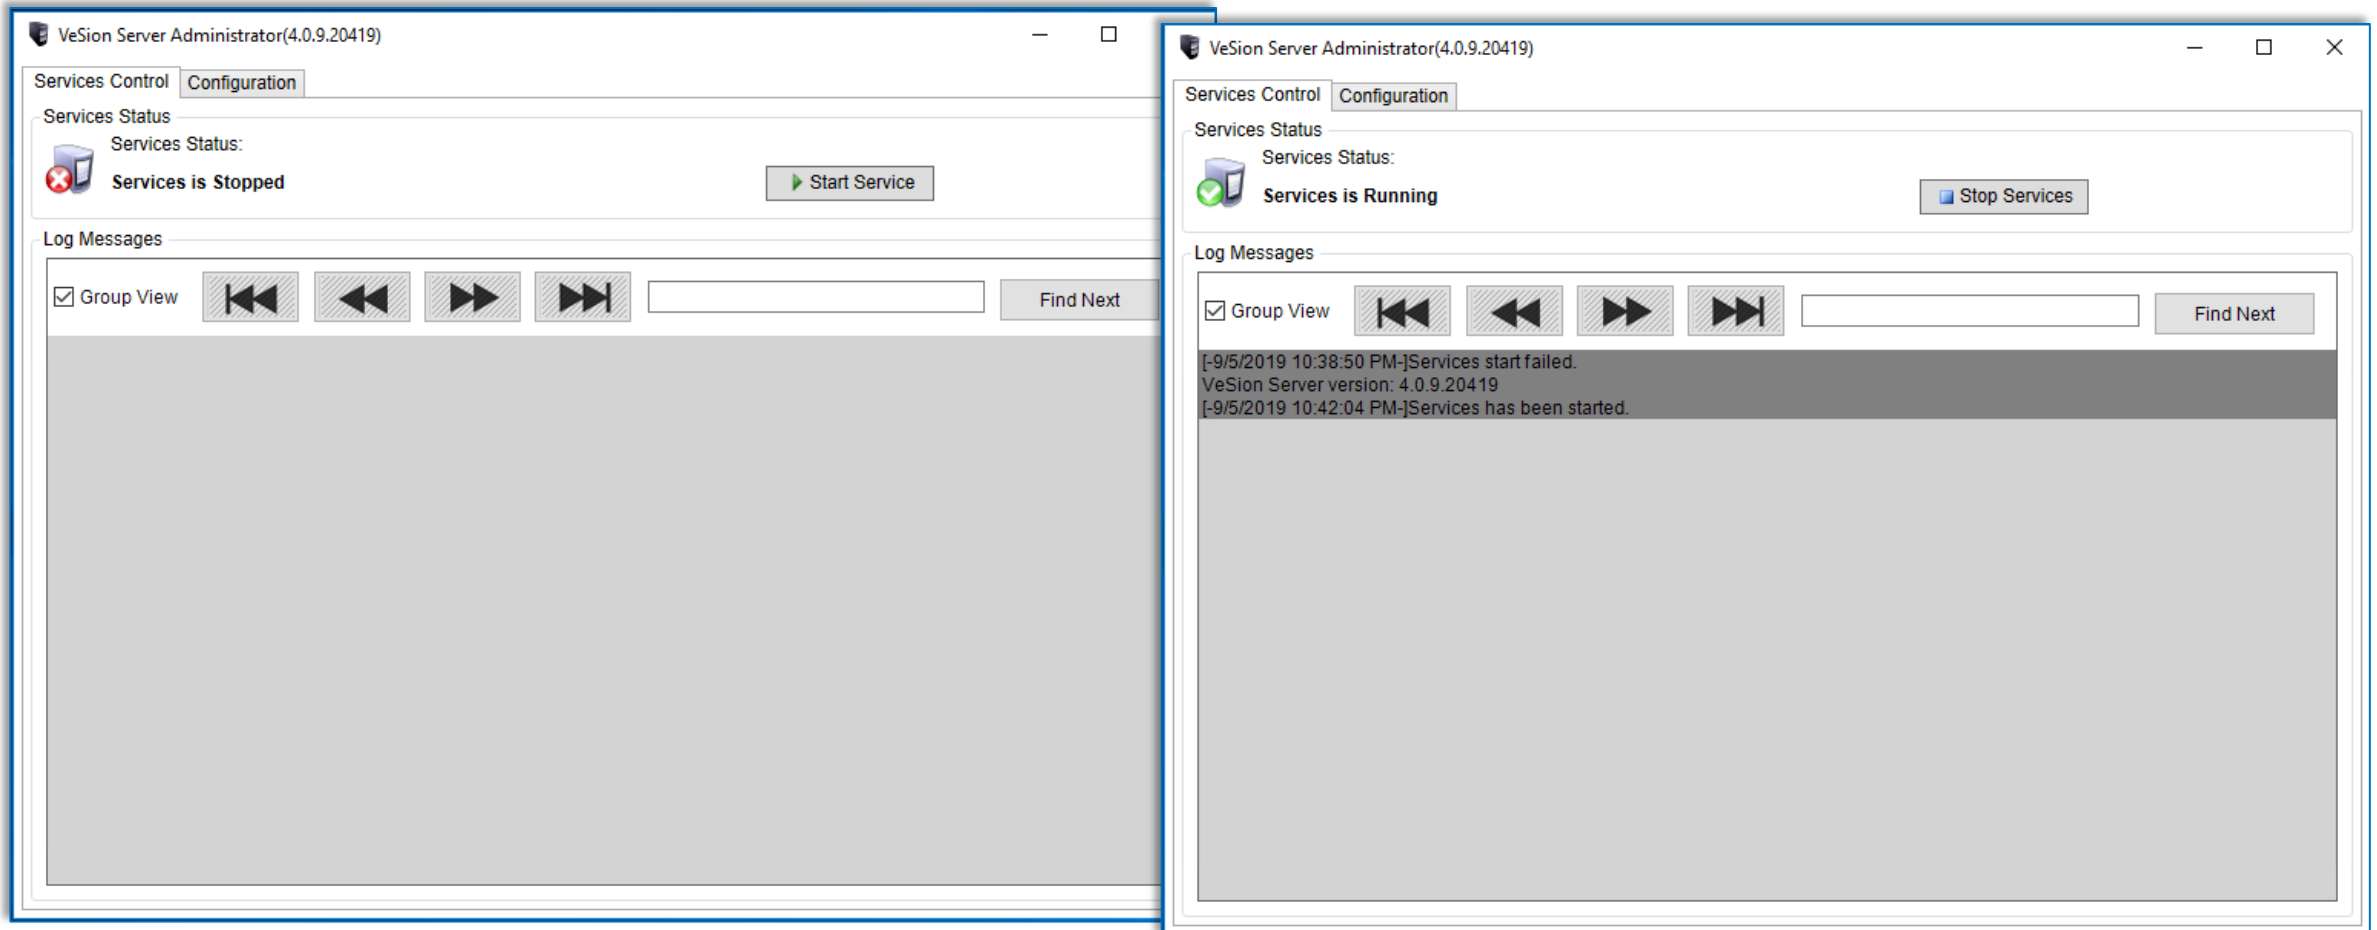 VeSion Server Administrator(4.0.9.20419)
Services Control Configuration
Services Status
Services Status:
Services is Stopped
Start Service
Log Messages
Group View
Find Next
VeSion Server Administrator(4.0.9.20419)
Services Control Configuration
Services Status
Services Status:
Services is Running
Stop Services
Log Messages
Group View
Find Next
[-9/5/2019 10:38:50 PM-]Services start failed.
VeSion Server version: 4.0.9.20419
[-9/5/2019 10:42:04 PM-]Services has been started.